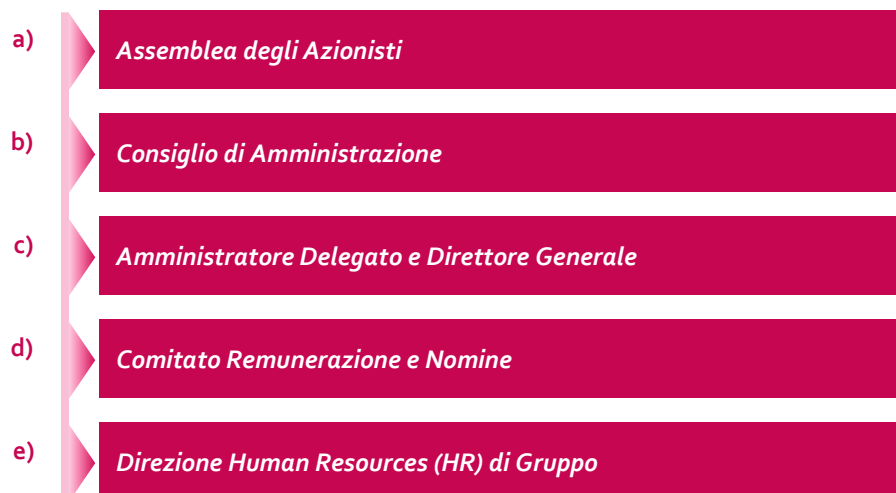 a) Assemblea degli Azionisti
b) Consiglio di Amministrazione
c) Amministratore Delegato e Direttore Generale
d) Comitato Remunerazione e Nomine
e) Direzione Human Resources (HR) di Gruppo